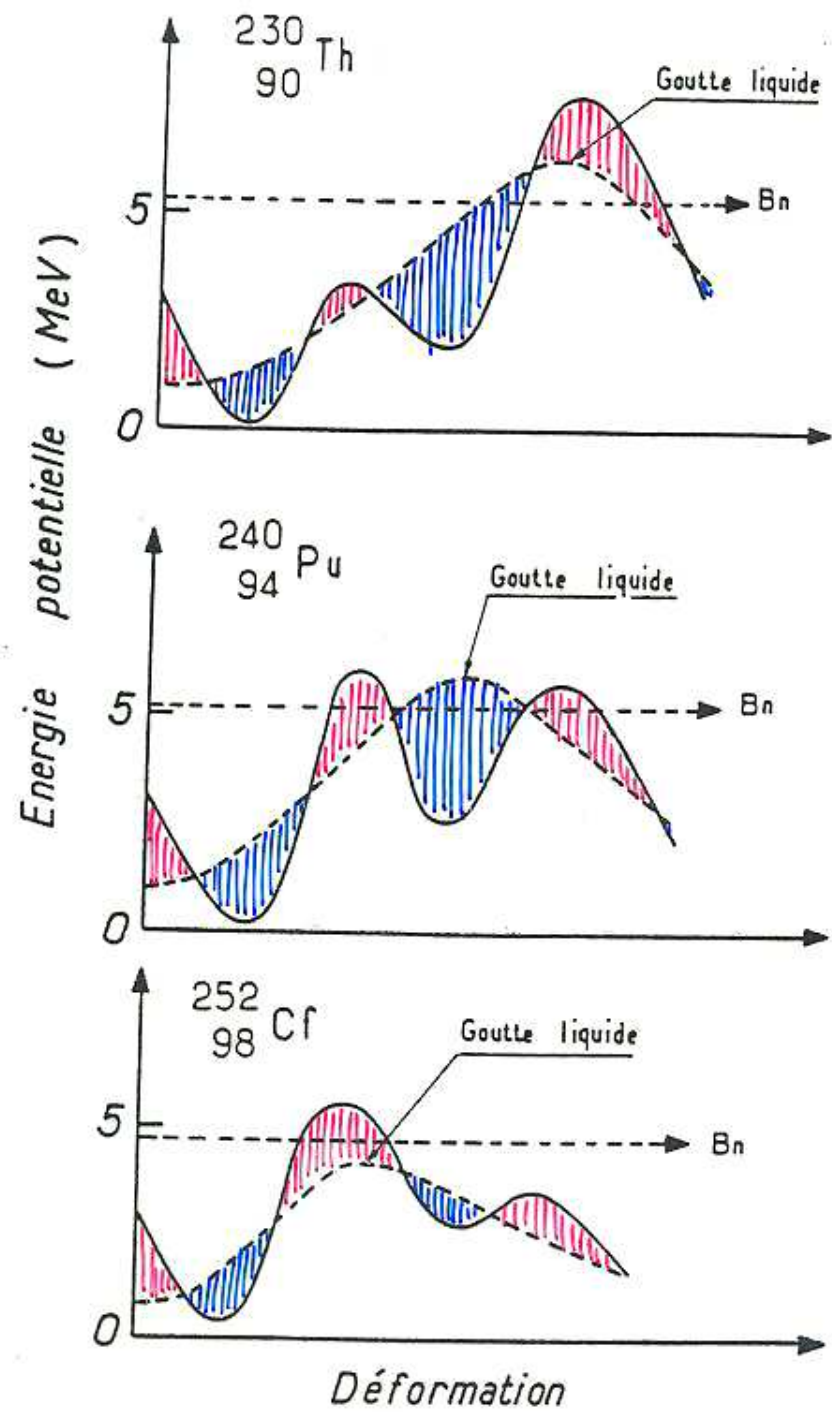 Energie potentielle (MeV)
230
90 Th
Goutte liquide
5
Bn
0
240
94 Pu
Goutte liquide
5
Bn
0
252
98 Cf
Goutte liquide
5
Bn
0
Déformation